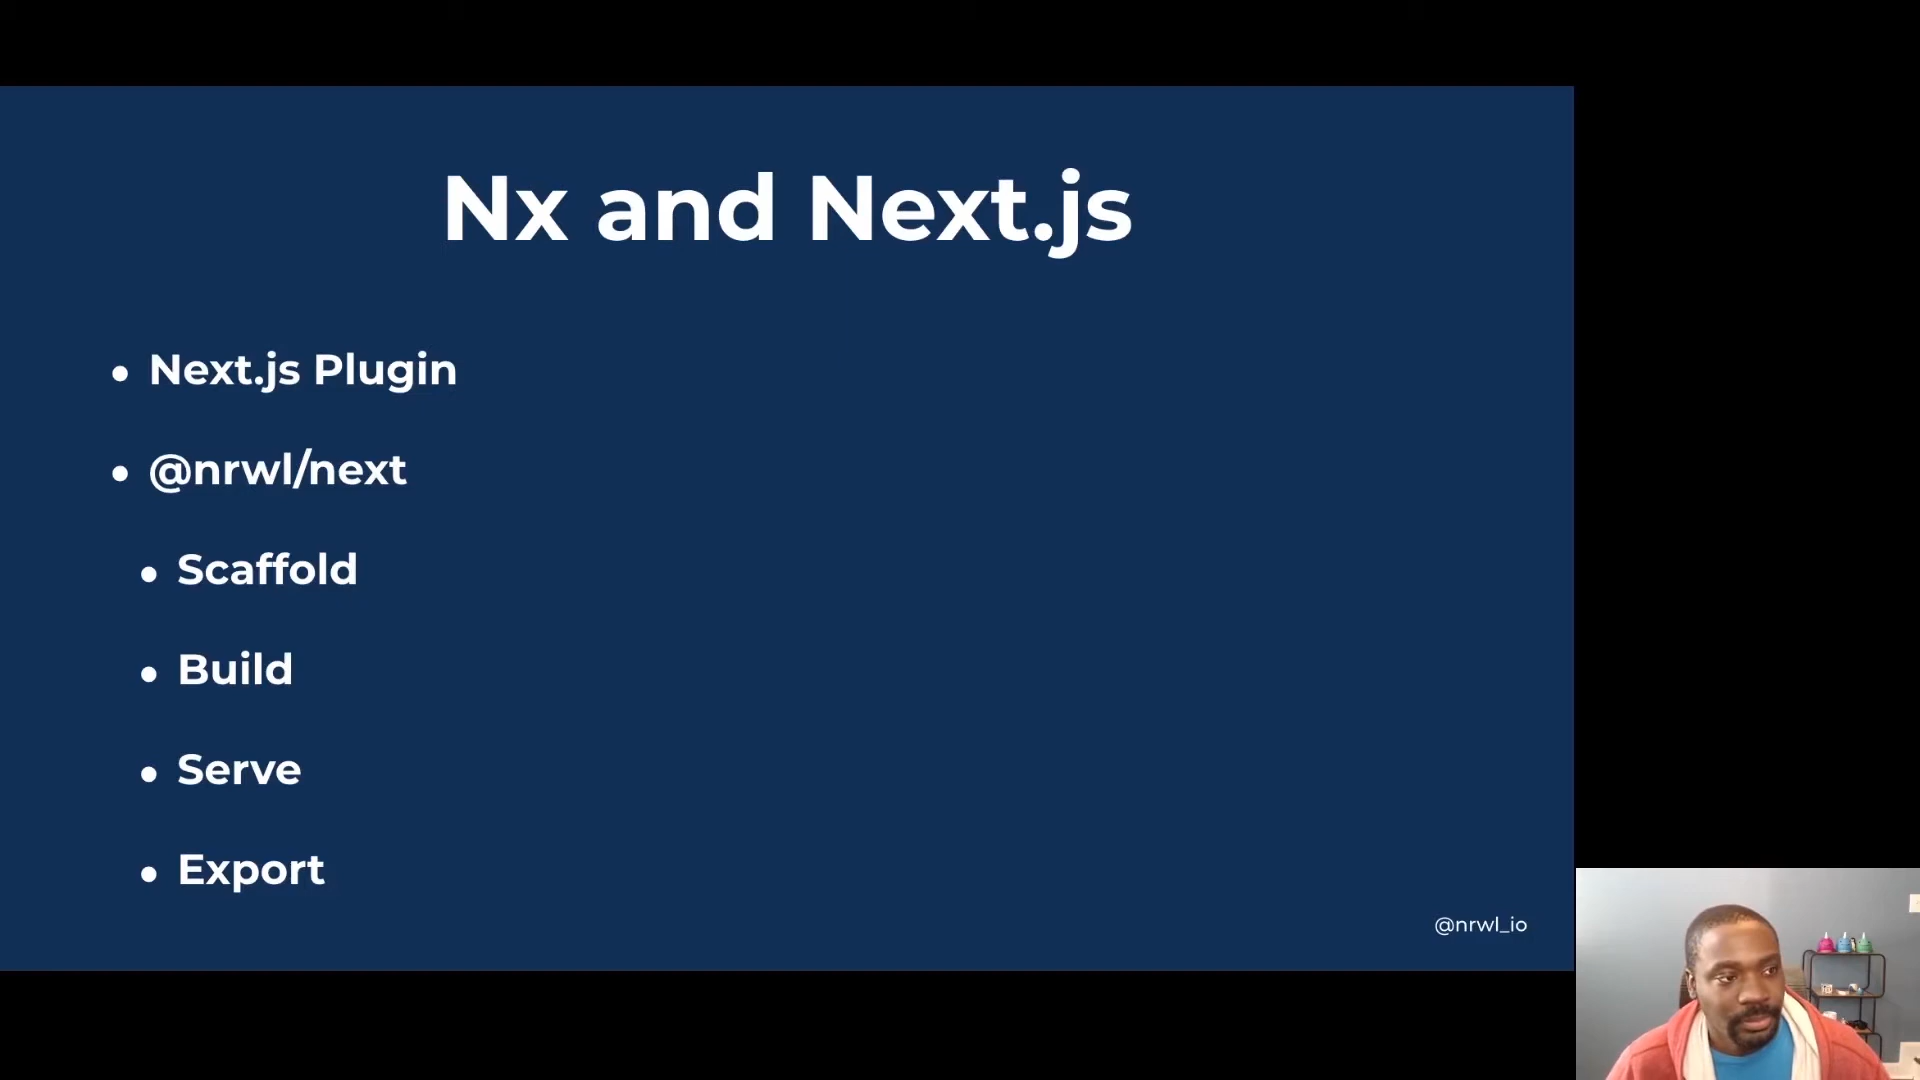 Nx and Next.js
• Next.js Plugin
• @nrwl/next
• Scaffold
• Build
• Serve
• Export
@nrwl_io